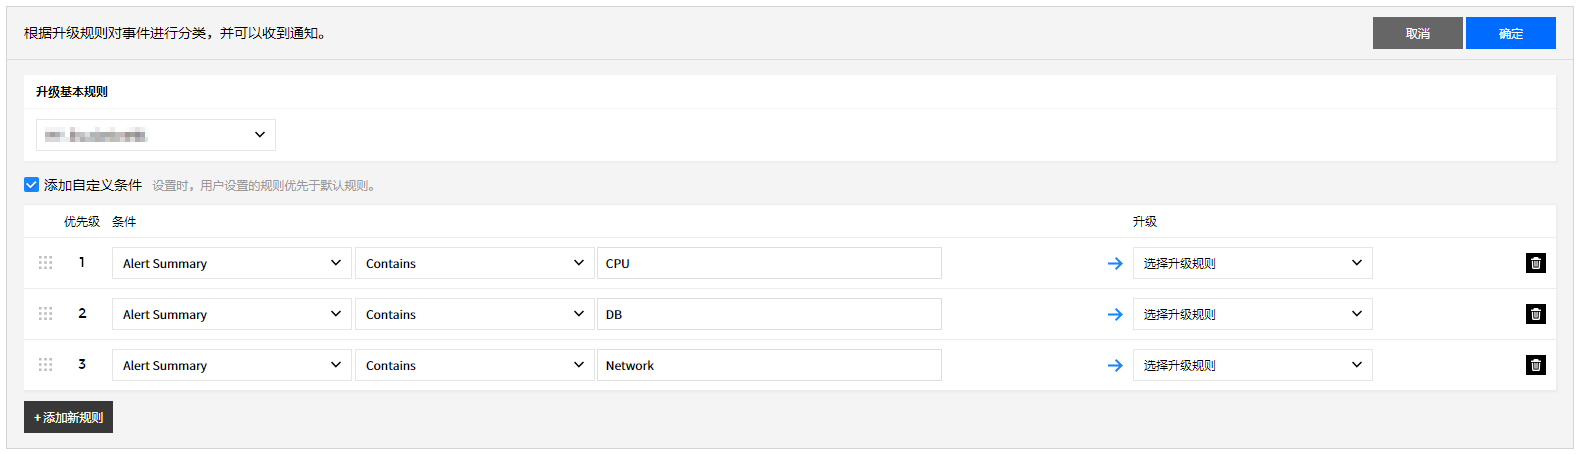 根据升级规则对事件进行分类，并可以收到通知。
取消
确定
升级基本规则
添加自定义条件 设置时，用户设置的规则优先于默认规则。
优先级 条件 升级
1 Alert Summary Contains CPU 选择升级规则
2 Alert Summary Contains DB 选择升级规则
3 Alert Summary Contains Network 选择升级规则
+ 添加新规则